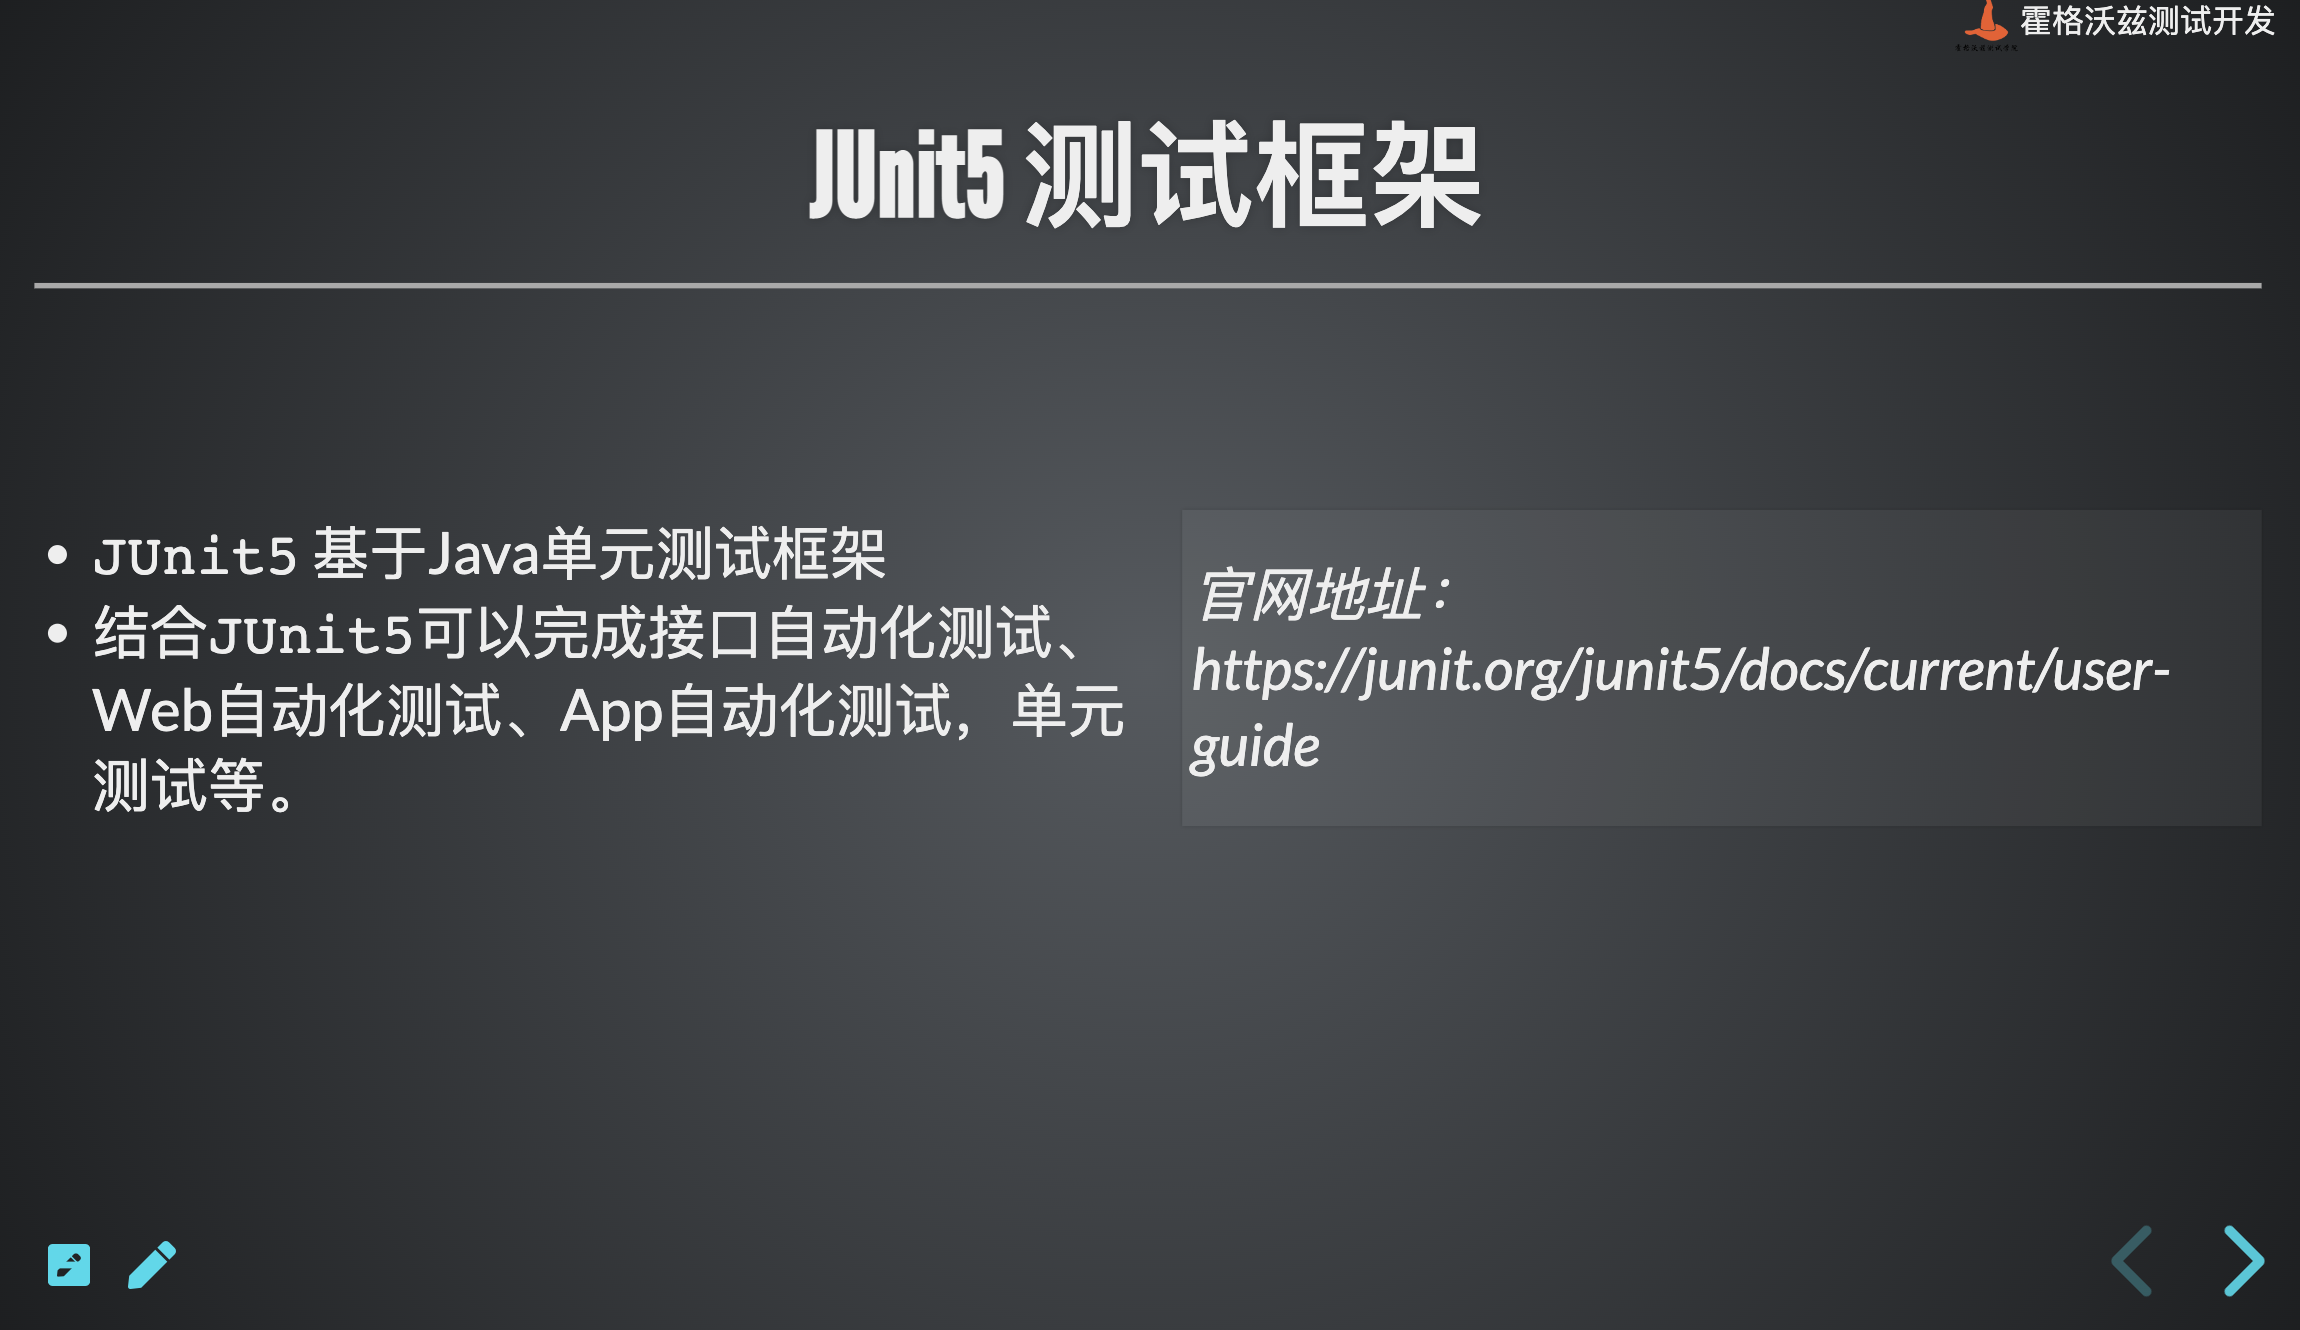 霍格沃兹测试开发
JUnit5 测试框架
JUnit5 基于Java单元测试框架
结合JUnit5可以完成接口自动化测试、
Web自动化测试、App自动化测试，单元
测试等。
官网地址：
https://junit.org/junit5/docs/current/user-
guide